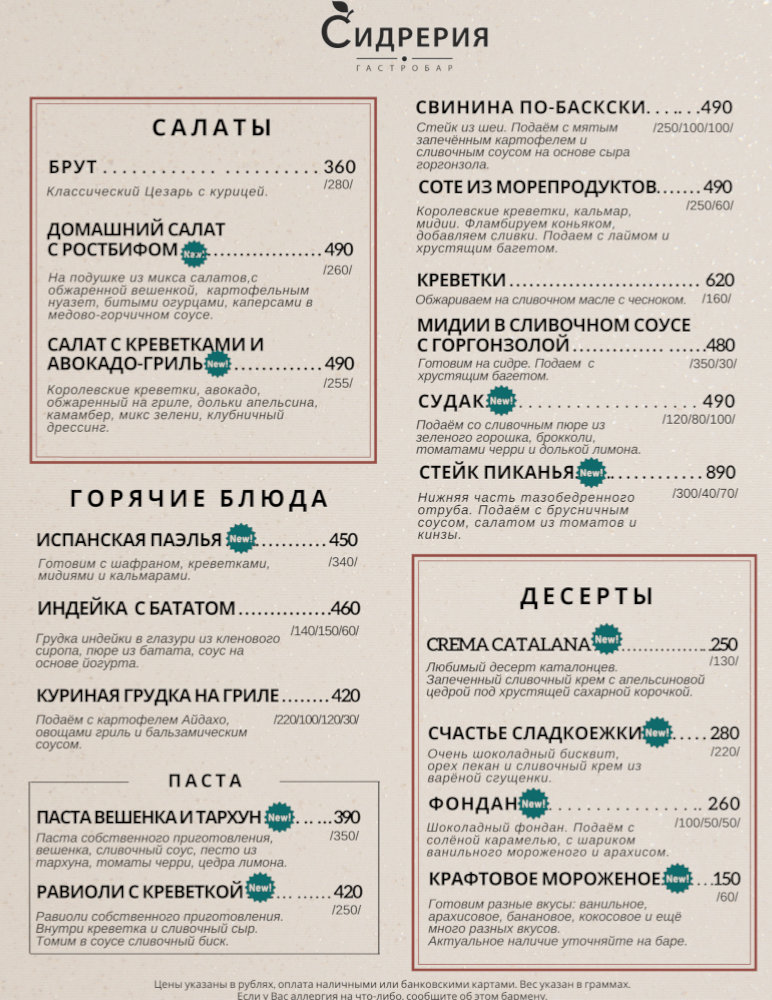 СИДРЕРИЯ
ГАСТРОБАР
САЛАТЫ
БРУТ . . . . . . . . . . . . . . . . . . . . . . 360
/280/
Классический Цезарь с курицей.
ДОМАШНИЙ САЛАТ
С РОСТБИФОМ New! . . . . . . . . . . . . . . . 490
/260/
На подушке из микса салатов,с
обжаренной вешенкой, картофельным
нуазет, битыми огурцами, каперсами в
медово-горчичном соусе.
САЛАТ С КРЕВЕТКАМИ И
АВОКАДО-ГРИЛЬ New! . . . . . . . . . . . . 490
/255/
Королевские креветки, авокадо,
обжаренный на гриле, дольки апельсина,
камамбер, микс зелени, клубничный
дрессинг.
ГОРЯЧИЕ БЛЮДА
ИСПАНСКАЯ ПАЭЛЬЯ New! . . . . . . . . . . 450
/340/
Готовим с шафраном, креветками,
мидиями и кальмарами.
ИНДЕЙКА С БАТАТОМ . . . . . . . . . . . . . . 460
/140/150/60/
Грудка индейки в глазури из кленового
сиропа, пюре из батата, соус на
основе йогурта.
КУРИНАЯ ГРУДКА НА ГРИЛЕ . . . . . . . 420
/220/100/120/30/
Подаём с картофелем Айдахо,
овощами гриль и бальзамическим
соусом.
ПАСТА
ПАСТА ВЕШЕНКА И ТАРХУН New! . . . . . 390
/350/
Паста собственного приготовления,
вешенка, сливочный соус, песто из
тархуна, томаты черри, цедра лимона.
РАВИОЛИ С КРЕВЕТКОЙ New! . . . . . . . . 420
/250/
Равиоли собственного приготовления.
Внутри креветка и сливочный сыр.
Томим в соусе сливочный биск.
СВИНИНА ПО-БАСКСКИ. . . . . . . .490
/250/100/100/
Стейк из шеи. Подаём с мятым
запечённым картофелем и
сливочным соусом на основе сыра
горгонзола.
СОТЕ ИЗ МОРЕПРОДУКТОВ. . . . . . . 490
/250/60/
Королевские креветки, кальмар,
мидии. Фламбируем коньяком,
добавляем сливки. Подаем с лаймом и
хрустящим багетом.
КРЕВЕТКИ . . . . . . . . . . . . . . . . . . . . . . . . . . . . . 620
Обжариваем на сливочном масле с чесноком. /160/
МИДИИ В СЛИВОЧНОМ СОУСЕ
С ГОРГОНЗОЛОЙ . . . . . . . . . . . . . . . . . . . . . 480
/350/30/
Готовим на сидре. Подаем с
хрустящим багетом.
СУДАК New! . . . . . . . . . . . . . . . . . . . 490
/120/80/100/
Подаём со сливочным пюре из
зеленого горошка, брокколи,
томатами черри и долькой лимона.
СТЕЙК ПИКАНЬЯ New! . . . . . . . . . . . . . . 890
/300/40/70/
Нижняя часть тазобедренного
отруба. Подаём с брусничным
соусом, салатом из томатов и
кинзы.
ДЕСЕРТЫ
CREMA CATALANA New! . . . . . . . . . . . . . . . . . . . 250
/130/
Любимый десерт каталонцев.
Запеченный сливочный крем с апельсиновой
цедрой под хрустящей сахарной корочкой.
СЧАСТЬЕ СЛАДКОЕЖКИ New! . . . . . 280
/220/
Очень шоколадный бисквит,
орех пекан и сливочный крем из
варёной сгущенки.
ФОНДАН New! . . . . . . . . . . . . . . . . 260
/100/50/50/
Шоколадный фондан. Подаём с
солёной карамелью, с шариком
ванильного мороженого и арахисом.
КРАФТОВОЕ МОРОЖЕНОЕ New! . . . 150
/60/
Готовим разные вкусы: ванильное,
арахисовое, банановое, кокосовое и ещё
много разных вкусов.
Актуальное наличие уточняйте на баре.
Цены указаны в рублях, оплата наличными или банковскими картами. Вес указан в граммах.
Если у Вас аллергия на что-либо, сообщите об этом бармену.